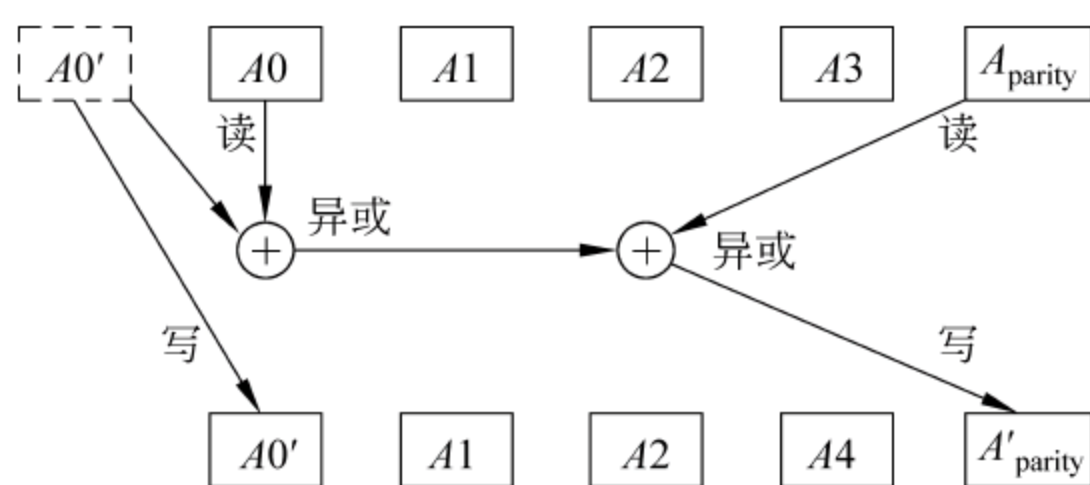 A0′ A0 A1 A2 A3 Aparity
读 读
异或
+ + 异或
写 写
A0′ A1 A2 A4 A′parity